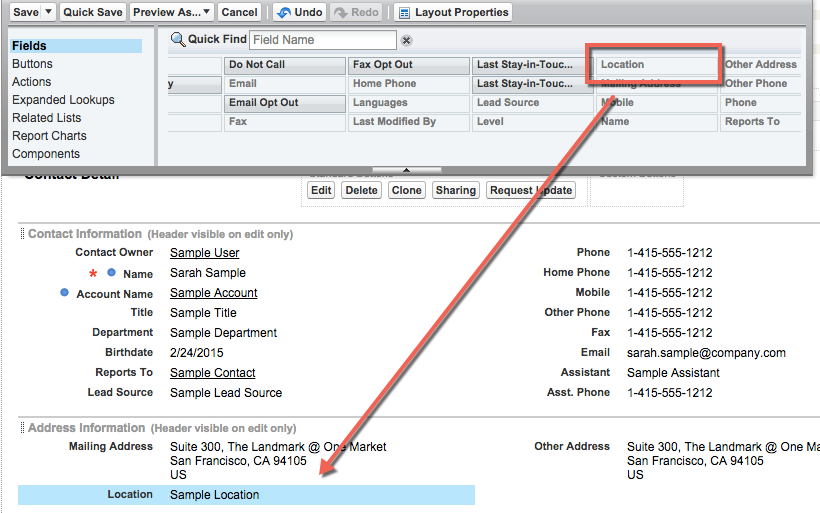 Save Quick Save Preview As... Cancel Undo Redo Layout Properties
Fields
Buttons
Actions
Expanded Lookups
Related Lists
Report Charts
Components
Quick Find Field Name
Do Not Call Fax Opt Out Last Stay-in-Touc... Location Other Address
y Email Home Phone Last Stay-in-Touc... Mailing Address Other Phone
Email Opt Out Languages Lead Source Mobile Phone
Fax Last Modified By Level Name Reports To
Contact Detail
Standard Buttons Custom Buttons
Edit Delete Clone Sharing Request Update
Contact Information (Header visible on edit only)
Contact Owner Sample User Phone 1-415-555-1212
* Name Sarah Sample Home Phone 1-415-555-1212
Account Name Sample Account Mobile 1-415-555-1212
Title Sample Title Other Phone 1-415-555-1212
Department Sample Department Fax 1-415-555-1212
Birthdate 2/24/2015 Email sarah.sample@company.com
Reports To Sample Contact Assistant Sample Assistant
Lead Source Sample Lead Source Asst. Phone 1-415-555-1212
Address Information (Header visible on edit only)
Mailing Address Suite 300, The Landmark @ One Market Other Address Suite 300, The Landmark @ One Ma
San Francisco, CA 94105 San Francisco, CA 94105
US US
Location Sample Location